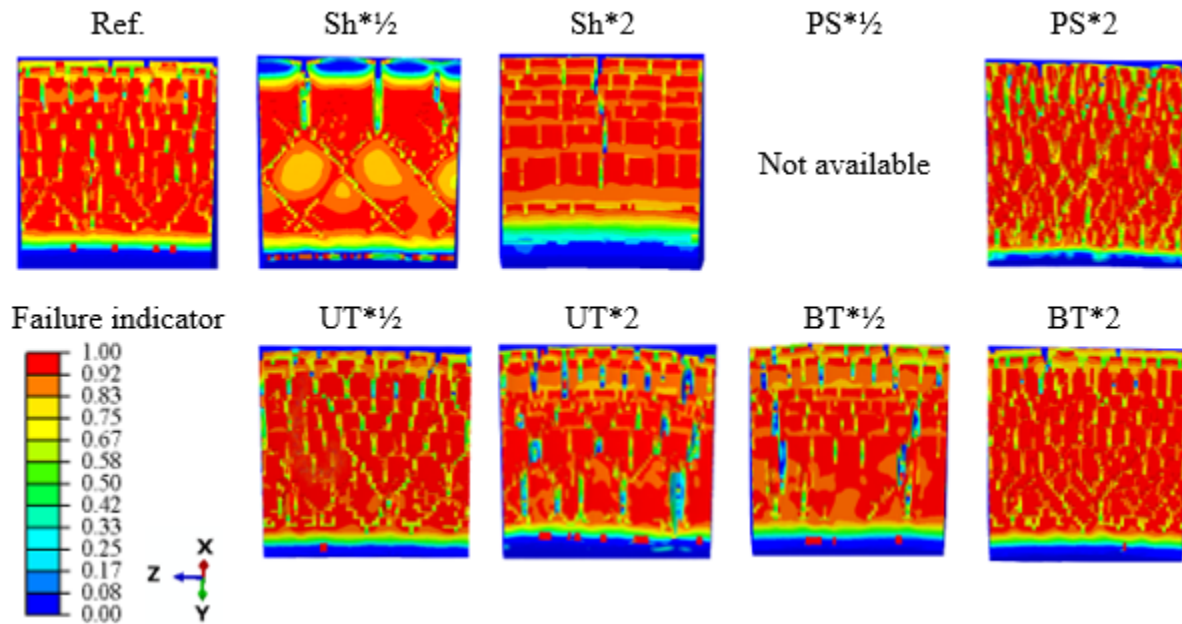 Ref. Sh*½ Sh*2 PS*½ PS*2
Not available
Failure indicator UT*½ UT*2 BT*½ BT*2
1.00
0.92
0.83
0.75
0.67
0.58
0.50
0.42
0.33
0.25
0.17
0.08
0.00
X
Z
Y